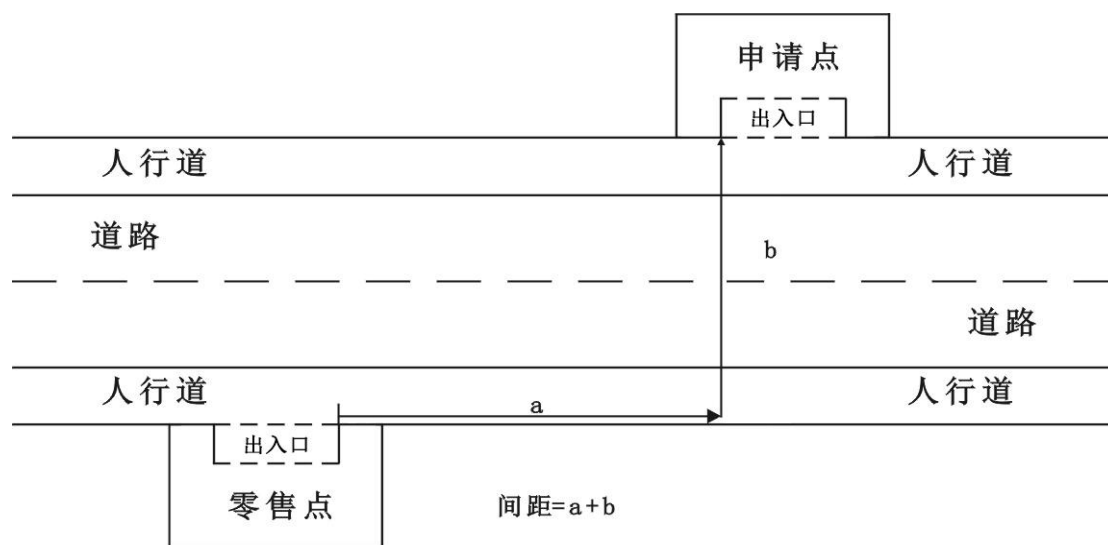 申请点
出入口
人行道 人行道
道路
b
道路
人行道 人行道
a
出入口
零售点
间距=a+b